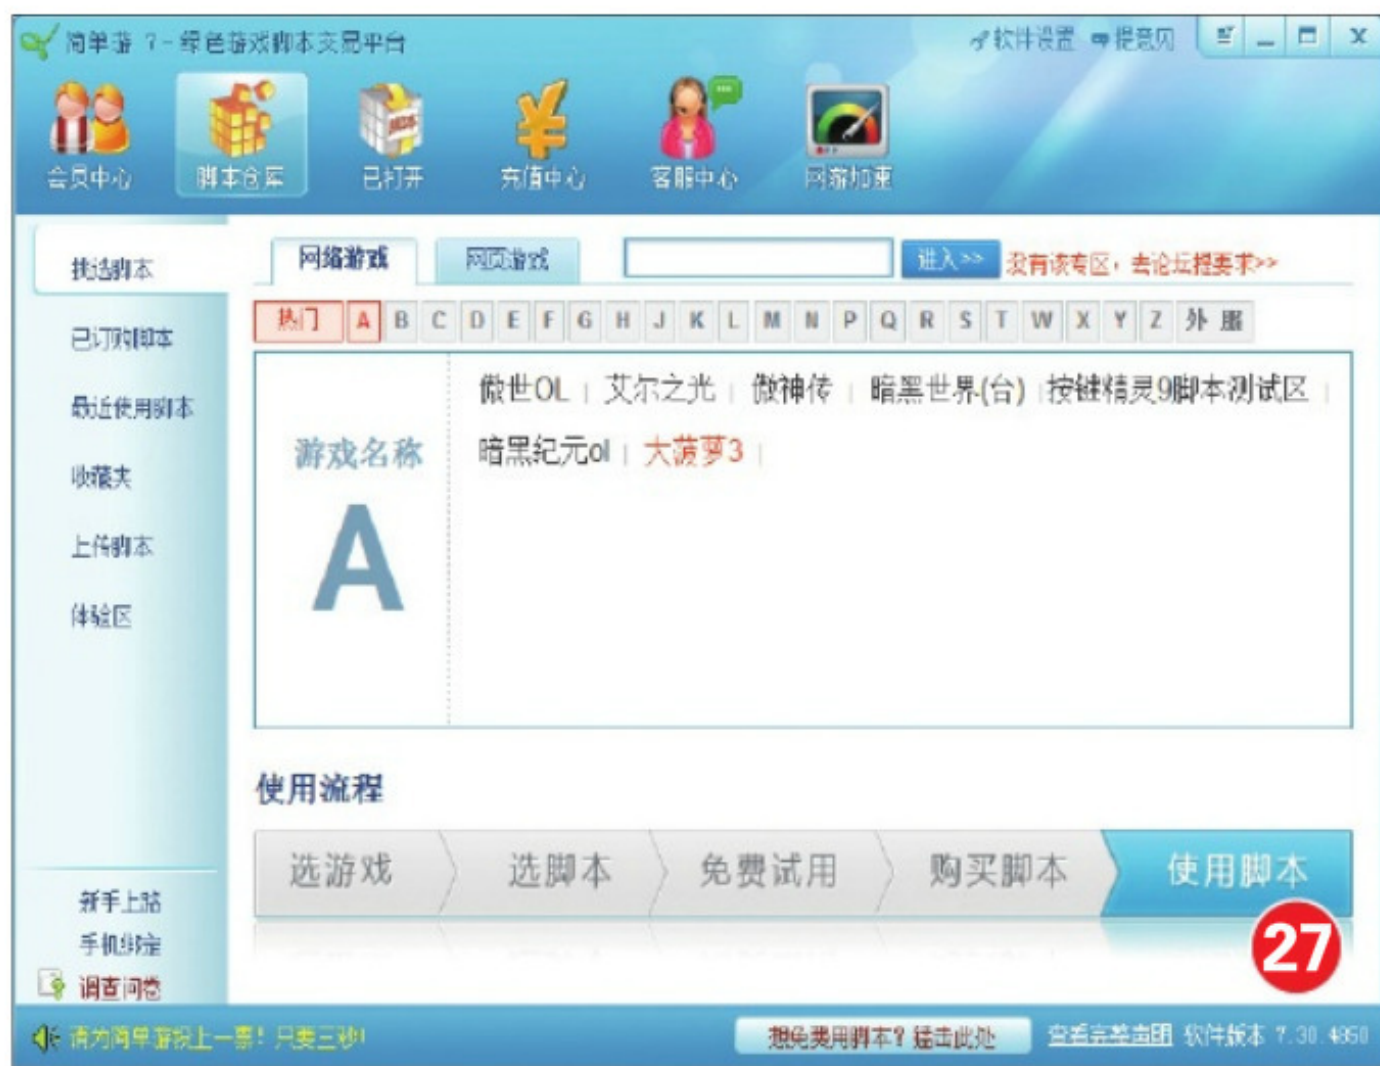 简单游 7-绿色游戏脚本交易平台
软件设置 提意见
会员中心 脚本仓库 已打开 充值中心 客服中心 网游加速
挑选脚本
已订购脚本
最近使用脚本
收藏夹
上传脚本
体验区
网络游戏 网页游戏 进入>> 没有该专区，去论坛提要求>>
热门 A B C D E F G H J K L M N P Q R S T W X Y Z 外服
游戏名称
A
傲世OL | 艾尔之光 | 傲神传 | 暗黑世界(台) | 按键精灵9脚本测试区 |
暗黑纪元ol | 大菠萝3 |
使用流程
选游戏 选脚本 免费试用 购买脚本 使用脚本
27
新手上路
手机绑定
调查问卷
请为简单游投上一票！只要三秒！
想免费用脚本？猛击此处 查看完整声明 软件版本 7.30.4850